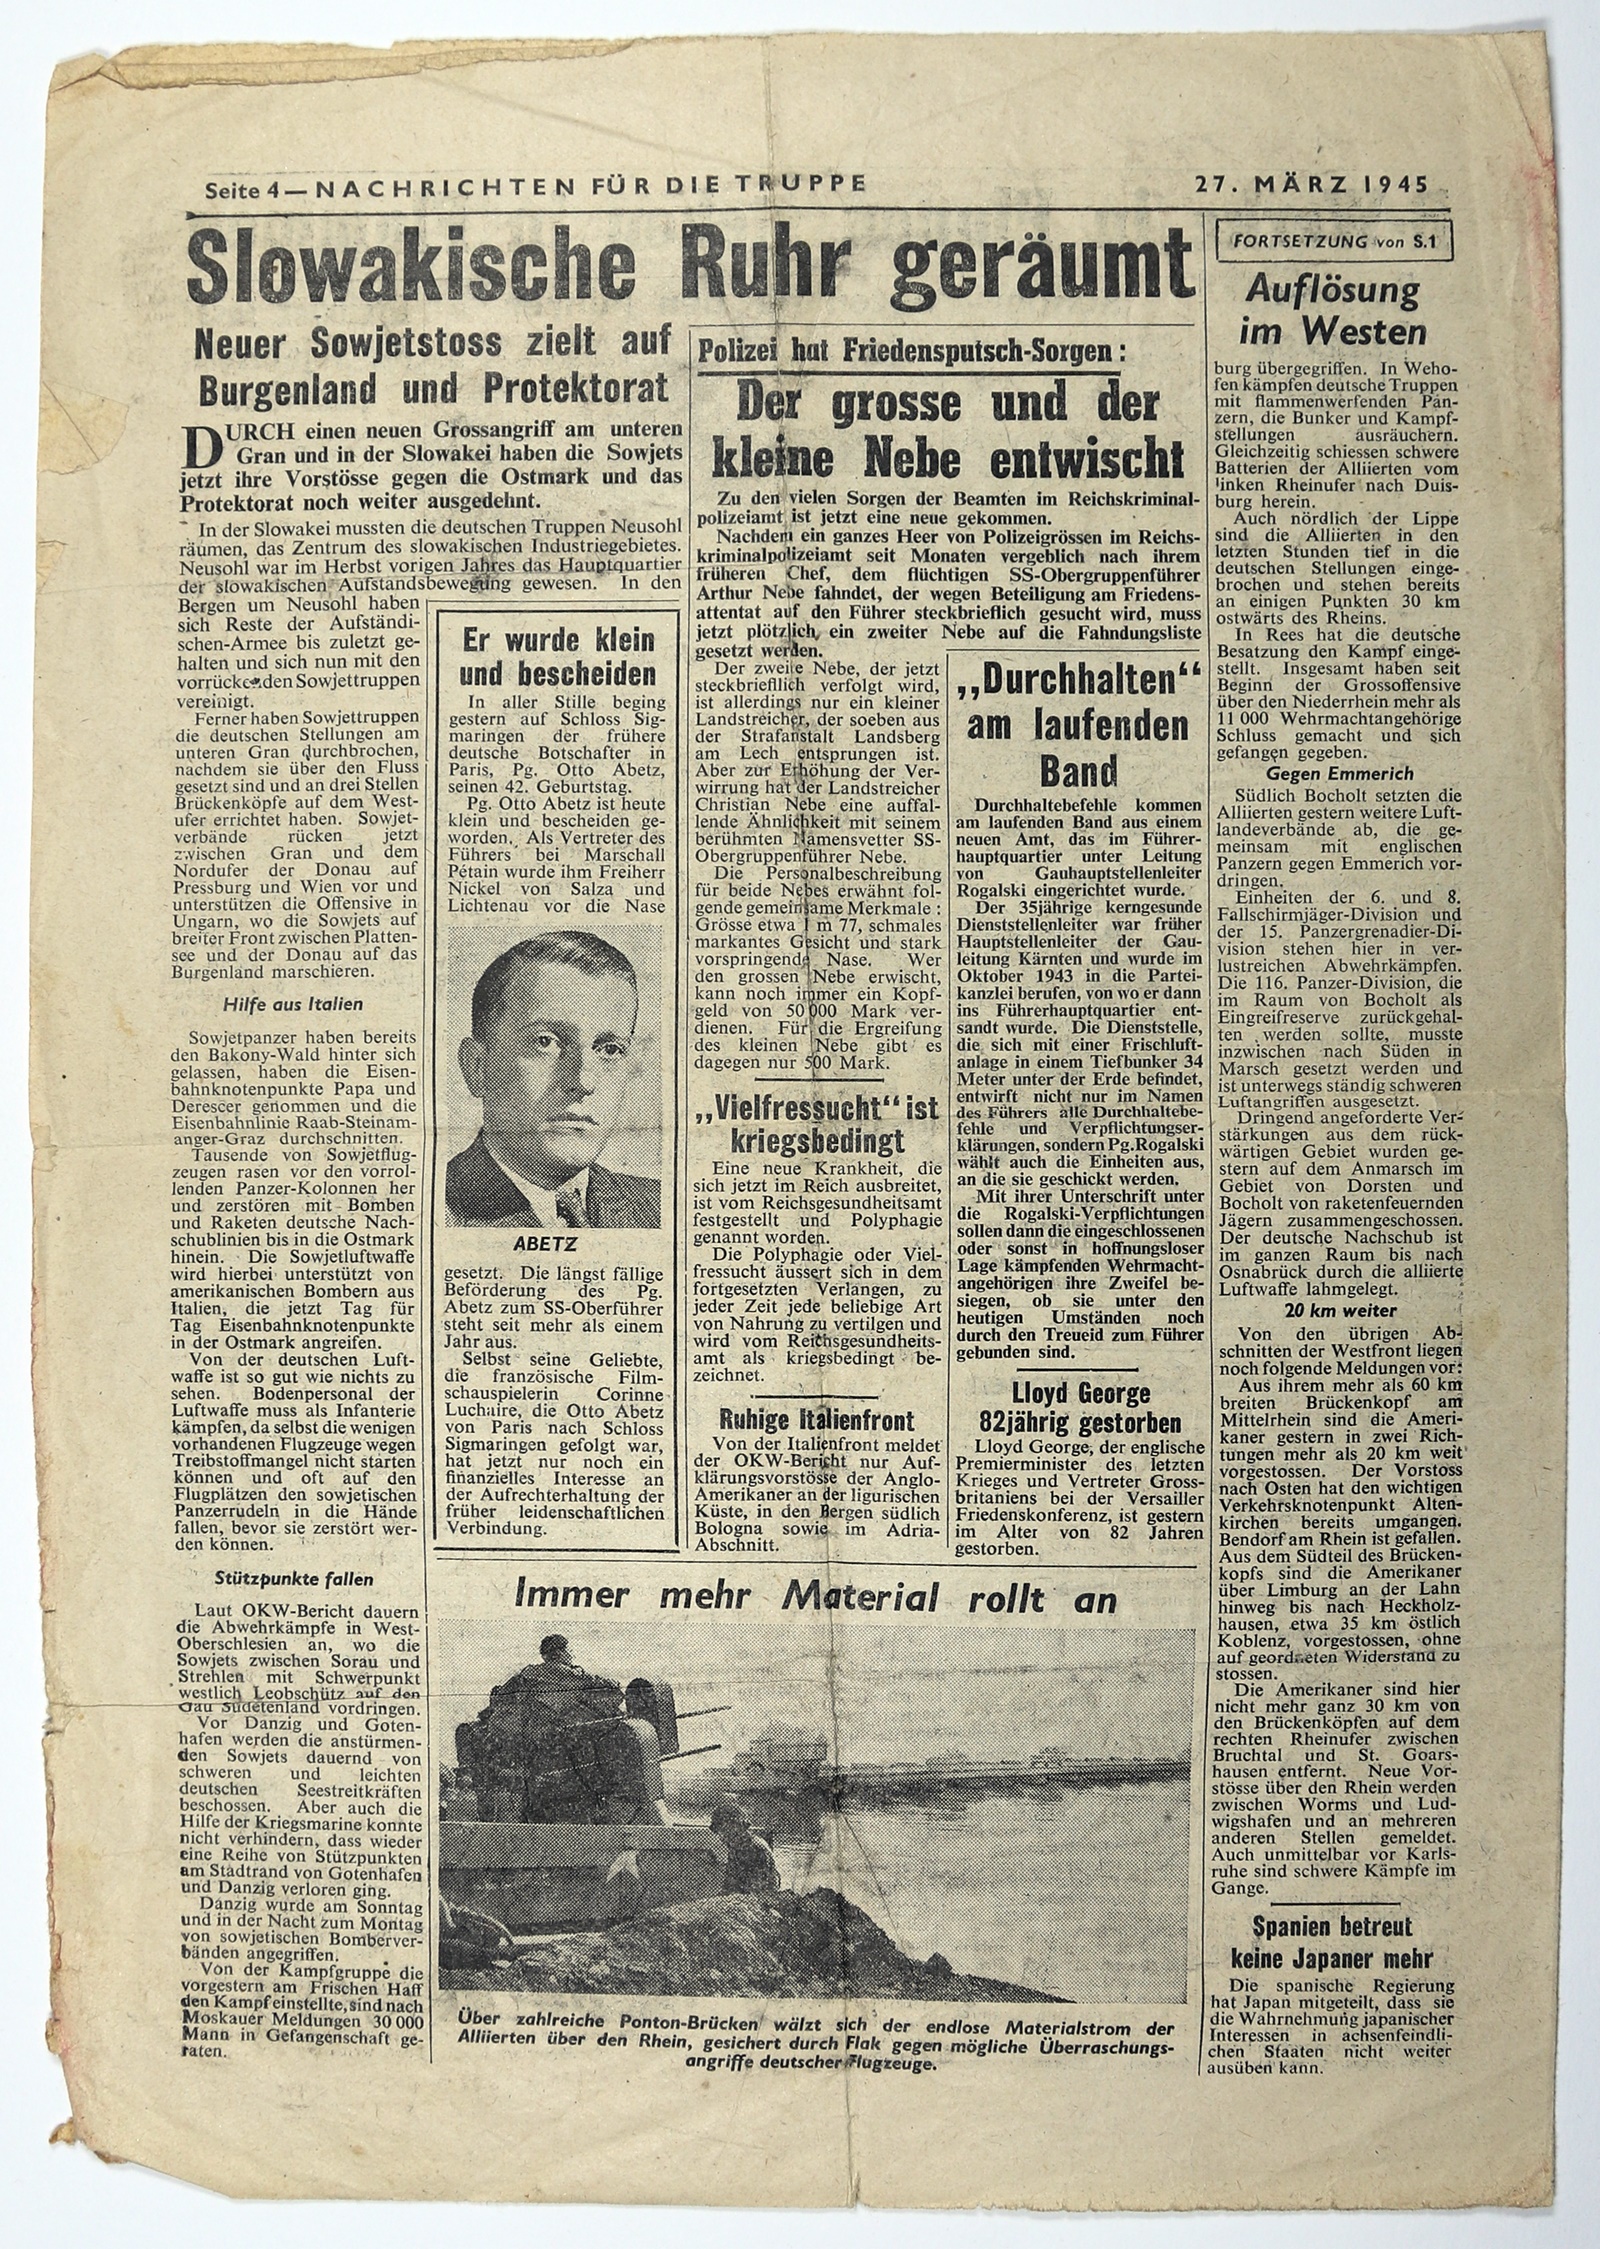 Seite 4—NACHRICHTEN FÜR DIE TRUPPE
27. MÄRZ 1945
Slowakische Ruhr geräumt
Neuer Sowjetstoss zielt auf
Burgenland und Protektorat
DURCH einen neuen Grossangriff am unteren
Gran und in der Slowakei haben die Sowjets
jetzt ihre Vorstösse gegen die Ostmark und das
Protektorat noch weiter ausgedehnt.
In der Slowakei mussten die deutschen Truppen Neusohl
räumen, das Zentrum des slowakischen Industriegebietes.
Neusohl war im Herbst vorigen Jahres das Hauptquartier
der slowakischen Aufstandsbewegung gewesen. In den
Bergen um Neusohl haben
sich Reste der Aufständi-
schen-Armee bis zuletzt ge-
halten und sich nun mit den
vorrückenden Sowjettruppen
vereinigt.
Ferner haben Sowjettruppen
die deutschen Stellungen am
unteren Gran durchbrochen,
nachdem sie über den Fluss
gesetzt sind und an drei Stellen
Brückenköpfe auf dem West-
ufer errichtet haben. Sowjet-
verbände rücken jetzt
zwischen Gran und dem
Nordufer der Donau auf
Pressburg und Wien vor und
unterstützen die Offensive in
Ungarn, wo die Sowjets auf
breiter Front zwischen Platten-
see und der Donau auf das
Burgenland marschieren.
Hilfe aus Italien
Sowjetpanzer haben bereits
den Bakony-Wald hinter sich
gelassen, haben die Eisen-
bahnknotenpunkte Papa und
Derescer genommen und die
Eisenbahnlinie Raab-Steinam-
anger-Graz durchschnitten.
Tausende von Sowjetflug-
zeugen rasen vor den vorrol-
lenden Panzer-Kolonnen her
und zerstören mit Bomben
und Raketen deutsche Nach-
schublinien bis in die Ostmark
hinein. Die Sowjetluftwaffe
wird hierbei unterstützt von
amerikanischen Bombern aus
Italien, die jetzt Tag für
Tag Eisenbahnknotenpunkte
in der Ostmark angreifen.
Von der deutschen Luft-
waffe ist so gut wie nichts zu
sehen. Bodenpersonal der
Luftwaffe muss als Infanterie
kämpfen, da selbst die wenigen
vorhandenen Flugzeuge wegen
Treibstoffmangel nicht starten
können und oft auf den
Flugplätzen den sowjetischen
Panzerrudeln in die Hände
fallen, bevor sie zerstört wer-
den können.
Stützpunkte fallen
Laut OKW-Bericht dauern
die Abwehrkämpfe in West-
Oberschlesien an, wo die
Sowjets zwischen Sorau und
Strehlen mit Schwerpunkt
westlich Leobschütz auf den
Gau Sudetenland vordringen.
Vor Danzig und Goten-
hafen werden die anstürmen-
den Sowjets dauernd von
schweren und leichten
deutschen Seestreitkräften
beschossen. Aber auch die
Hilfe der Kriegsmarine konnte
nicht verhindern, dass wieder
eine Reihe von Stützpunkten
am Stadtrand von Gotenhafen
und Danzig verloren ging.
Danzig wurde am Sonntag
und in der Nacht zum Montag
von sowjetischen Bomberver-
bänden angegriffen.
Von der Kampfgruppe die
vorgestern am Frischen Haff
den Kampf einstellte, sind nach
Moskauer Meldungen 30 000
Mann in Gefangenschaft ge-
raten.
Er wurde klein
und bescheiden
In aller Stille beging
gestern auf Schloss Sig-
maringen der frühere
deutsche Botschafter in
Paris, Pg. Otto Abetz,
seinen 42. Geburtstag.
Pg. Otto Abetz ist heute
klein und bescheiden ge-
worden. Als Vertreter des
Führers bei Marschall
Pétain wurde ihm Freiherr
Nickel von Salza und
Lichtenau vor die Nase
ABETZ
gesetzt. Die längst fällige
Beförderung des Pg.
Abetz zum SS-Oberführer
steht seit mehr als einem
Jahr aus.
Selbst seine Geliebte,
die französische Film-
schauspielerin Corinne
Luchaire, die Otto Abetz
von Paris nach Schloss
Sigmaringen gefolgt war,
hat jetzt nur noch ein
finanzielles Interesse an
der Aufrechterhaltung der
früher leidenschaftlichen
Verbindung.
Polizei hat Friedensputsch-Sorgen:
Der grosse und der
kleine Nebe entwischt
Zu den vielen Sorgen der Beamten im Reichskriminal-
polizeiamt ist jetzt eine neue gekommen.
Nachdem ein ganzes Heer von Polizeigrössen im Reichs-
kriminalpolizeiamt seit Monaten vergeblich nach ihrem
früheren Chef, dem flüchtigen SS-Obergruppenführer
Arthur Nebe fahndet, der wegen Beteiligung am Friedens-
attentat auf den Führer steckbrieflich gesucht wird, muss
jetzt plötzlich ein zweiter Nebe auf die Fahndungsliste
gesetzt werden.
Der zweite Nebe, der jetzt
steckbriefllich verfolgt wird,
ist allerdings nur ein kleiner
Landstreicher, der soeben aus
der Strafanstalt Landsberg
am Lech entsprungen ist.
Aber zur Erhöhung der Ver-
wirrung hat der Landstreicher
Christian Nebe eine auffal-
lende Ähnlichkeit mit seinem
berühmten Namensvetter SS-
Obergruppenführer Nebe.
Die Personalbeschreibung
für beide Nebes erwähnt fol-
gende gemeinsame Merkmale :
Grösse etwa 1 m 77, schmales
markantes Gesicht und stark
vorspringende Nase. Wer
den grossen Nebe erwischt,
kann noch immer ein Kopf-
geld von 50 000 Mark ver-
dienen. Für die Ergreifung
des kleinen Nebe gibt es
dagegen nur 500 Mark.
„Vielfressucht“ ist
kriegsbedingt
Eine neue Krankheit, die
sich jetzt im Reich ausbreitet,
ist vom Reichsgesundheitsamt
festgestellt und Polyphagie
genannt worden.
Die Polyphagie oder Viel-
fressucht äussert sich in dem
fortgesetzten Verlangen, zu
jeder Zeit jede beliebige Art
von Nahrung zu vertilgen und
wird vom Reichsgesundheits-
amt als kriegsbedingt be-
zeichnet.
Ruhige Italienfront
Von der Italienfront meldet
der OKW-Bericht nur Auf-
klärungsvorstösse der Anglo-
Amerikaner an der ligurischen
Küste, in den Bergen südlich
Bologna sowie im Adria-
Abschnitt.
„Durchhalten“
am laufenden
Band
Durchhaltebefehle kommen
am laufenden Band aus einem
neuen Amt, das im Führer-
hauptquartier unter Leitung
von Gauhauptstellenleiter
Rogalski eingerichtet wurde.
Der 35jährige kerngesunde
Dienststellenleiter war früher
Hauptstellenleiter der Gau-
leitung Kärnten und wurde im
Oktober 1943 in die Partei-
kanzlei berufen, von wo er dann
ins Führerhauptquartier ent-
sandt wurde. Die Dienststelle,
die sich mit einer Frischluft-
anlage in einem Tiefbunker 34
Meter unter der Erde befindet,
entwirft nicht nur im Namen
des Führers alle Durchhaltebe-
fehle und Verpflichtungser-
klärungen, sondern Pg.Rogalski
wählt auch die Einheiten aus,
an die sie geschickt werden.
Mit ihrer Unterschrift unter
die Rogalski-Verpflichtungen
sollen dann die eingeschlossenen
oder sonst in hoffnungsloser
Lage kämpfenden Wehrmacht-
angehörigen ihre Zweifel be-
siegen, ob sie unter den
heutigen Umständen noch
durch den Treueid zum Führer
gebunden sind.
Lloyd George
82jährig gestorben
Lloyd George, der englische
Premierminister des letzten
Krieges und Vertreter Gross-
britaniens bei der Versailler
Friedenskonferenz, ist gestern
im Alter von 82 Jahren
gestorben.
Immer mehr Material rollt an
Über zahlreiche Ponton-Brücken wälzt sich der endlose Materialstrom der
Alliierten über den Rhein, gesichert durch Flak gegen mögliche Überraschungs-
angriffe deutscher Flugzeuge.
FORTSETZUNG von S.1
Auflösung
im Westen
burg übergegriffen. In Weho-
fen kämpfen deutsche Truppen
mit flammenwerfenden Pan-
zern, die Bunker und Kampf-
stellungen ausräuchern.
Gleichzeitig schiessen schwere
Batterien der Alliierten vom
linken Rheinufer nach Duis-
burg herein.
Auch nördlich der Lippe
sind die Alliierten in den
letzten Stunden tief in die
deutschen Stellungen einge-
brochen und stehen bereits
an einigen Punkten 30 km
ostwärts des Rheins.
In Rees hat die deutsche
Besatzung den Kampf einge-
stellt. Insgesamt haben seit
Beginn der Grossoffensive
über den Niederrhein mehr als
11 000 Wehrmachtangehörige
Schluss gemacht und sich
gefangen gegeben.
Gegen Emmerich
Südlich Bocholt setzten die
Alliierten gestern weitere Luft-
landeverbände ab, die ge-
meinsam mit englischen
Panzern gegen Emmerich vor-
dringen.
Einheiten der 6. und 8.
Fallschirmjäger-Division und
der 15. Panzergrenadier-Di-
vision stehen hier in ver-
lustreichen Abwehrkämpfen.
Die 116. Panzer-Division, die
im Raum von Bocholt als
Eingreifreserve zurückgehal-
ten werden sollte, musste
inzwischen nach Süden in
Marsch gesetzt werden und
ist unterwegs ständig schweren
Luftangriffen ausgesetzt.
Dringend angeforderte Ver-
stärkungen aus dem rück-
wärtigen Gebiet wurden ge-
stern auf dem Anmarsch im
Gebiet von Dorsten und
Bocholt von raketenfeuernden
Jägern zusammengeschossen.
Der deutsche Nachschub ist
im ganzen Raum bis nach
Osnabrück durch die alliierte
Luftwaffe lahmgelegt.
20 km weiter
Von den übrigen Ab-
schnitten der Westfront liegen
noch folgende Meldungen vor:
Aus ihrem mehr als 60 km
breiten Brückenkopf am
Mittelrhein sind die Ameri-
kaner gestern in zwei Rich-
tungen mehr als 20 km weit
vorgestossen. Der Vorstoss
nach Osten hat den wichtigen
Verkehrsknotenpunkt Alten-
kirchen bereits umgangen.
Bendorf am Rhein ist gefallen.
Aus dem Südteil des Brücken-
kopfs sind die Amerikaner
über Limburg an der Lahn
hinweg bis nach Heckholz-
hausen, etwa 35 km östlich
Koblenz, vorgestossen, ohne
auf geordneten Widerstand zu
stossen.
Die Amerikaner sind hier
nicht mehr ganz 30 km von
den Brückenköpfen auf dem
rechten Rheinufer zwischen
Bruchtal und St. Goars-
hausen entfernt. Neue Vor-
stösse über den Rhein werden
zwischen Worms und Lud-
wigshafen und an mehreren
anderen Stellen gemeldet.
Auch unmittelbar vor Karls-
ruhe sind schwere Kämpfe im
Gange.
Spanien betreut
keine Japaner mehr
Die spanische Regierung
hat Japan mitgeteilt, dass sie
die Wahrnehmung japanischer
Interessen in achsenfeindli-
chen Staaten nicht weiter
ausüben kann.